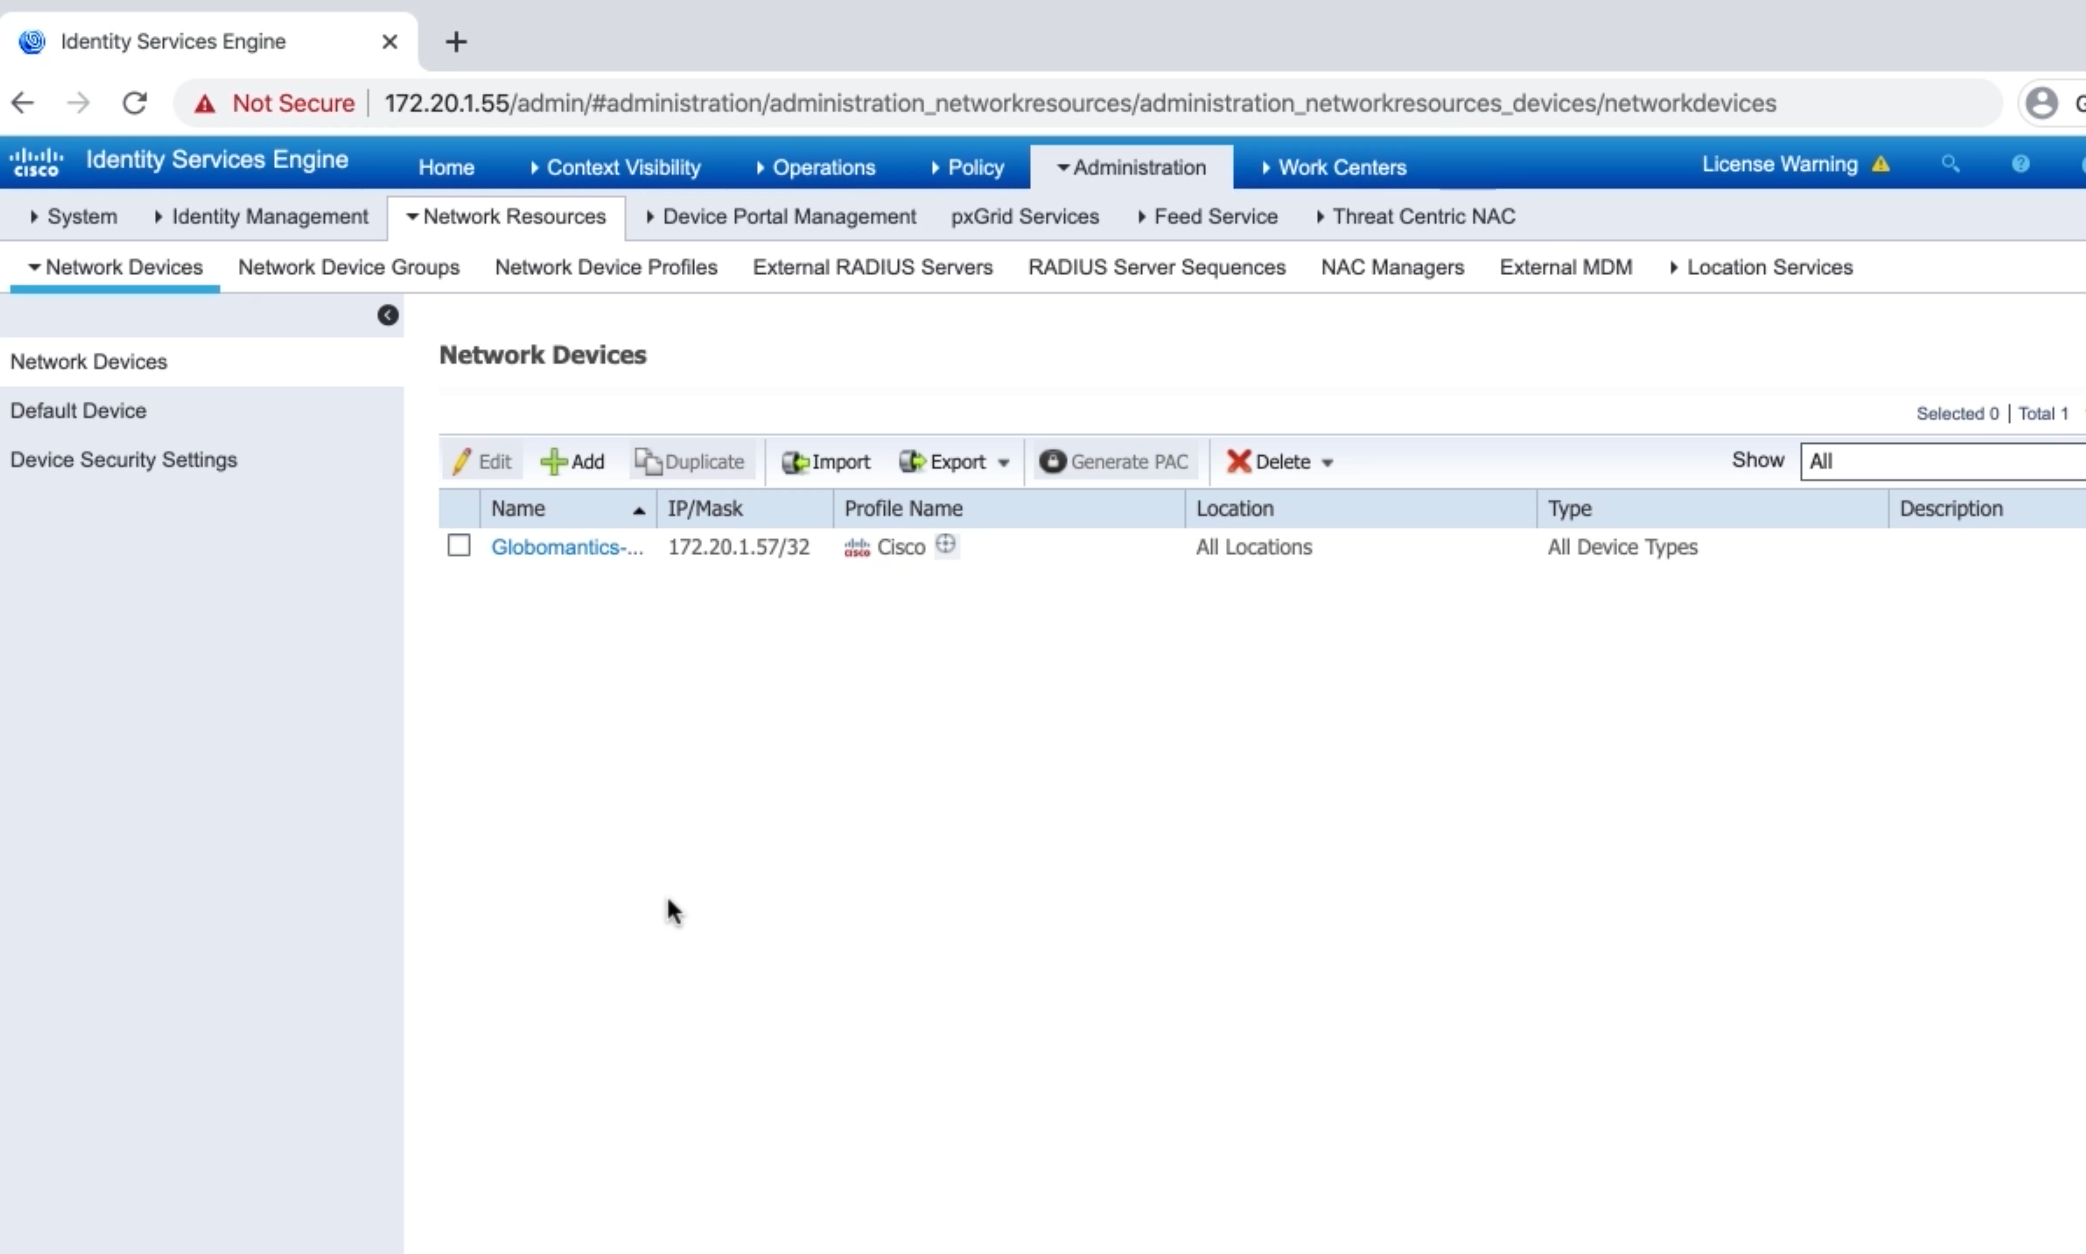 Identity Services Engine
Not Secure 172.20.1.55/admin/#administration/administration_networkresources/administration_networkresources_devices/networkdevices
cisco Identity Services Engine Home Context Visibility Operations Policy Administration Work Centers License Warning
System Identity Management Network Resources Device Portal Management pxGrid Services Feed Service Threat Centric NAC
Network Devices Network Device Groups Network Device Profiles External RADIUS Servers RADIUS Server Sequences NAC Managers External MDM Location Services
Network Devices
Default Device
Device Security Settings
Network Devices
Selected 0 | Total 1
Edit Add Duplicate Import Export Generate PAC Delete Show All
Name IP/Mask Profile Name Location Type Description
Globomantics-... 172.20.1.57/32 cisco Cisco All Locations All Device Types